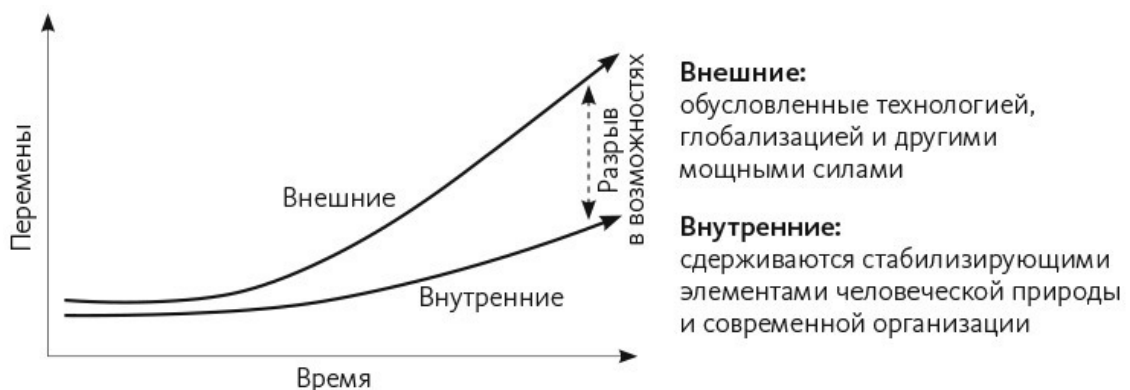 Перемены
Внешние
Внутренние
Время
Разрыв
в возможностях
Внешние:
обусловленные технологией,
глобализацией и другими
мощными силами
Внутренние:
сдерживаются стабилизирующими
элементами человеческой природы
и современной организации